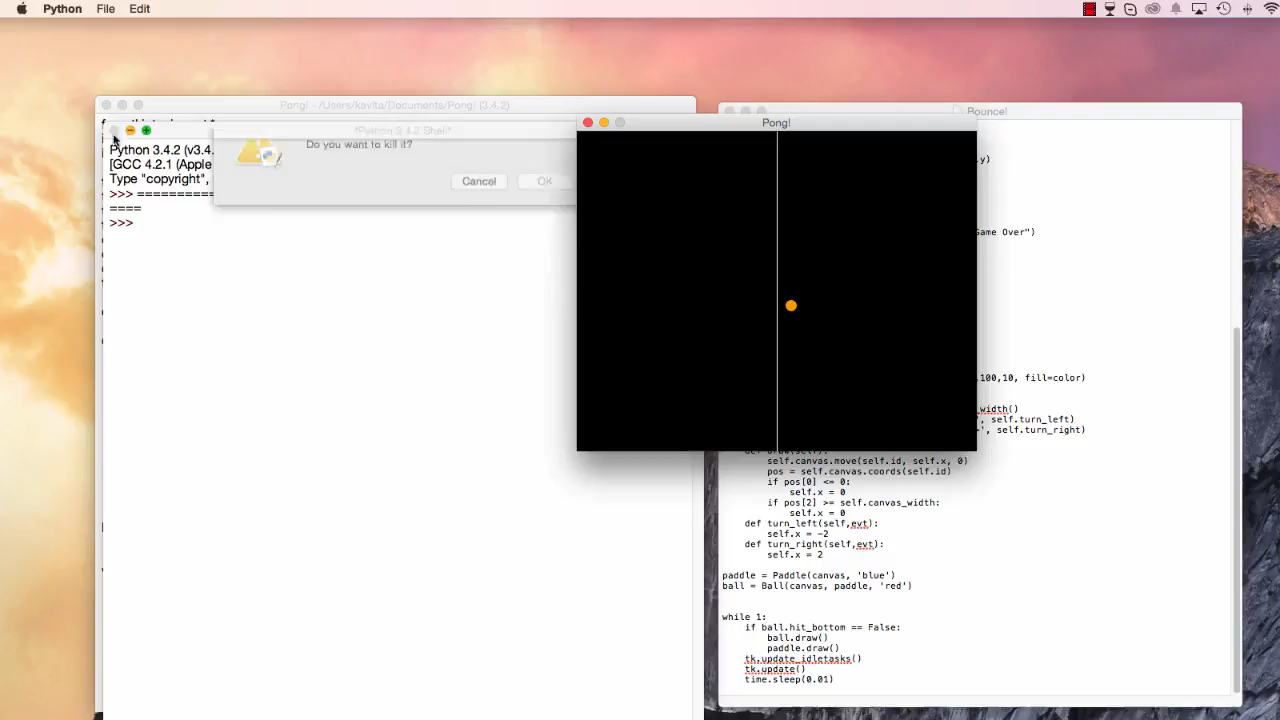 Python File Edit
Pong! - /Users/kavita/Documents/Pong! (3.4.2)
*Python 3.4.2 Shell*
Python 3.4.2 (v3.4.
[GCC 4.2.1 (Apple
Type "copyright",
>>> ==========
====
>>>
Do you want to kill it?
Cancel OK
Pong!
Bounce!
y)
Game Over")
,100,10, fill=color)
_width()
', self.turn_left)
', self.turn_right)
def draw(self):
self.canvas.move(self.id, self.x, 0)
pos = self.canvas.coords(self.id)
if pos[0] <= 0:
self.x = 0
if pos[2] >= self.canvas_width:
self.x = 0
def turn_left(self,evt):
self.x = -2
def turn_right(self,evt):
self.x = 2
paddle = Paddle(canvas, 'blue')
ball = Ball(canvas, paddle, 'red')
while 1:
if ball.hit_bottom == False:
ball.draw()
paddle.draw()
tk.update_idletasks()
tk.update()
time.sleep(0.01)